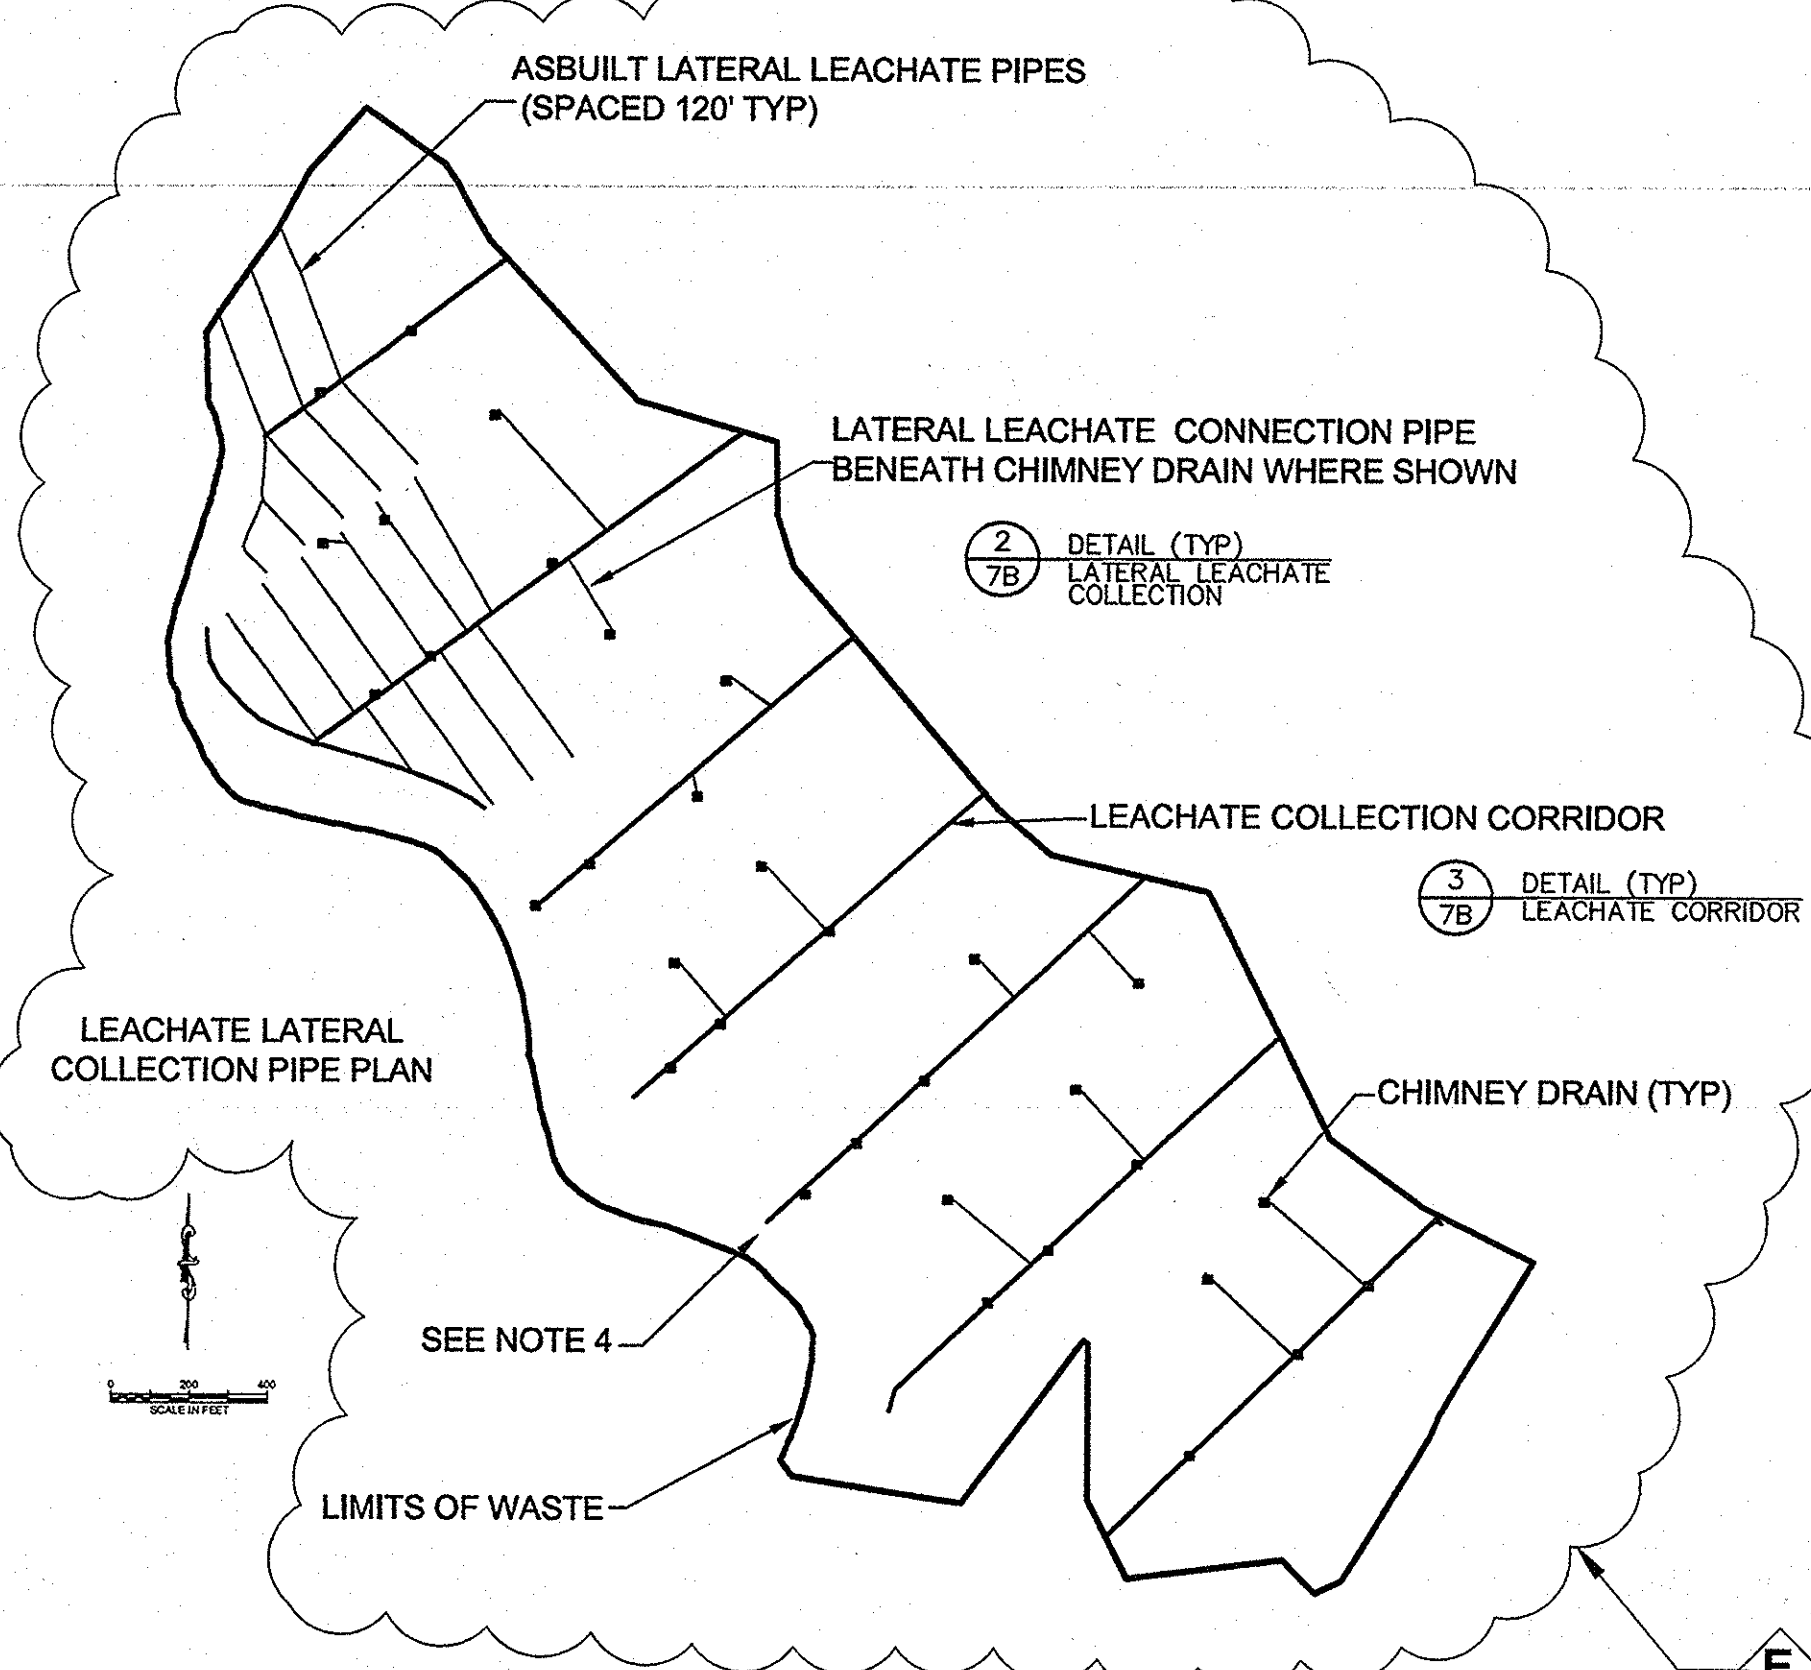 ASBUILT LATERAL LEACHATE PIPES
(SPACED 120' TYP)
LATERAL LEACHATE CONNECTION PIPE
BENEATH CHIMNEY DRAIN WHERE SHOWN
2
7B
DETAIL (TYP)
LATERAL LEACHATE
COLLECTION
LEACHATE COLLECTION CORRIDOR
3
7B
DETAIL (TYP)
LEACHATE CORRIDOR
LEACHATE LATERAL
COLLECTION PIPE PLAN
CHIMNEY DRAIN (TYP)
SEE NOTE 4
0 200 400
SCALE IN FEET
LIMITS OF WASTE